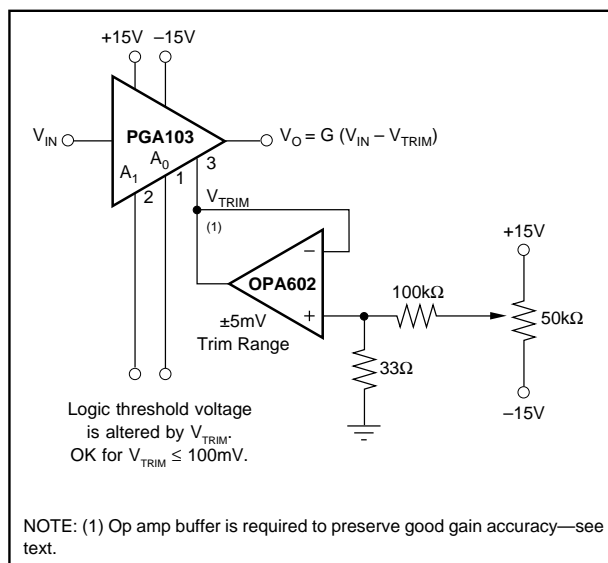 +15V –15V
PGA103
V_IN
V_O = G (V_IN – V_TRIM)
A_1
A_0
3
1
2
V_TRIM
(1)
–
+15V
OPA602
100kΩ
+
50kΩ
±5mV
Trim Range
33Ω
–15V
Logic threshold voltage
is altered by V_TRIM.
OK for V_TRIM ≤ 100mV.
NOTE: (1) Op amp buffer is required to preserve good gain accuracy—see
text.